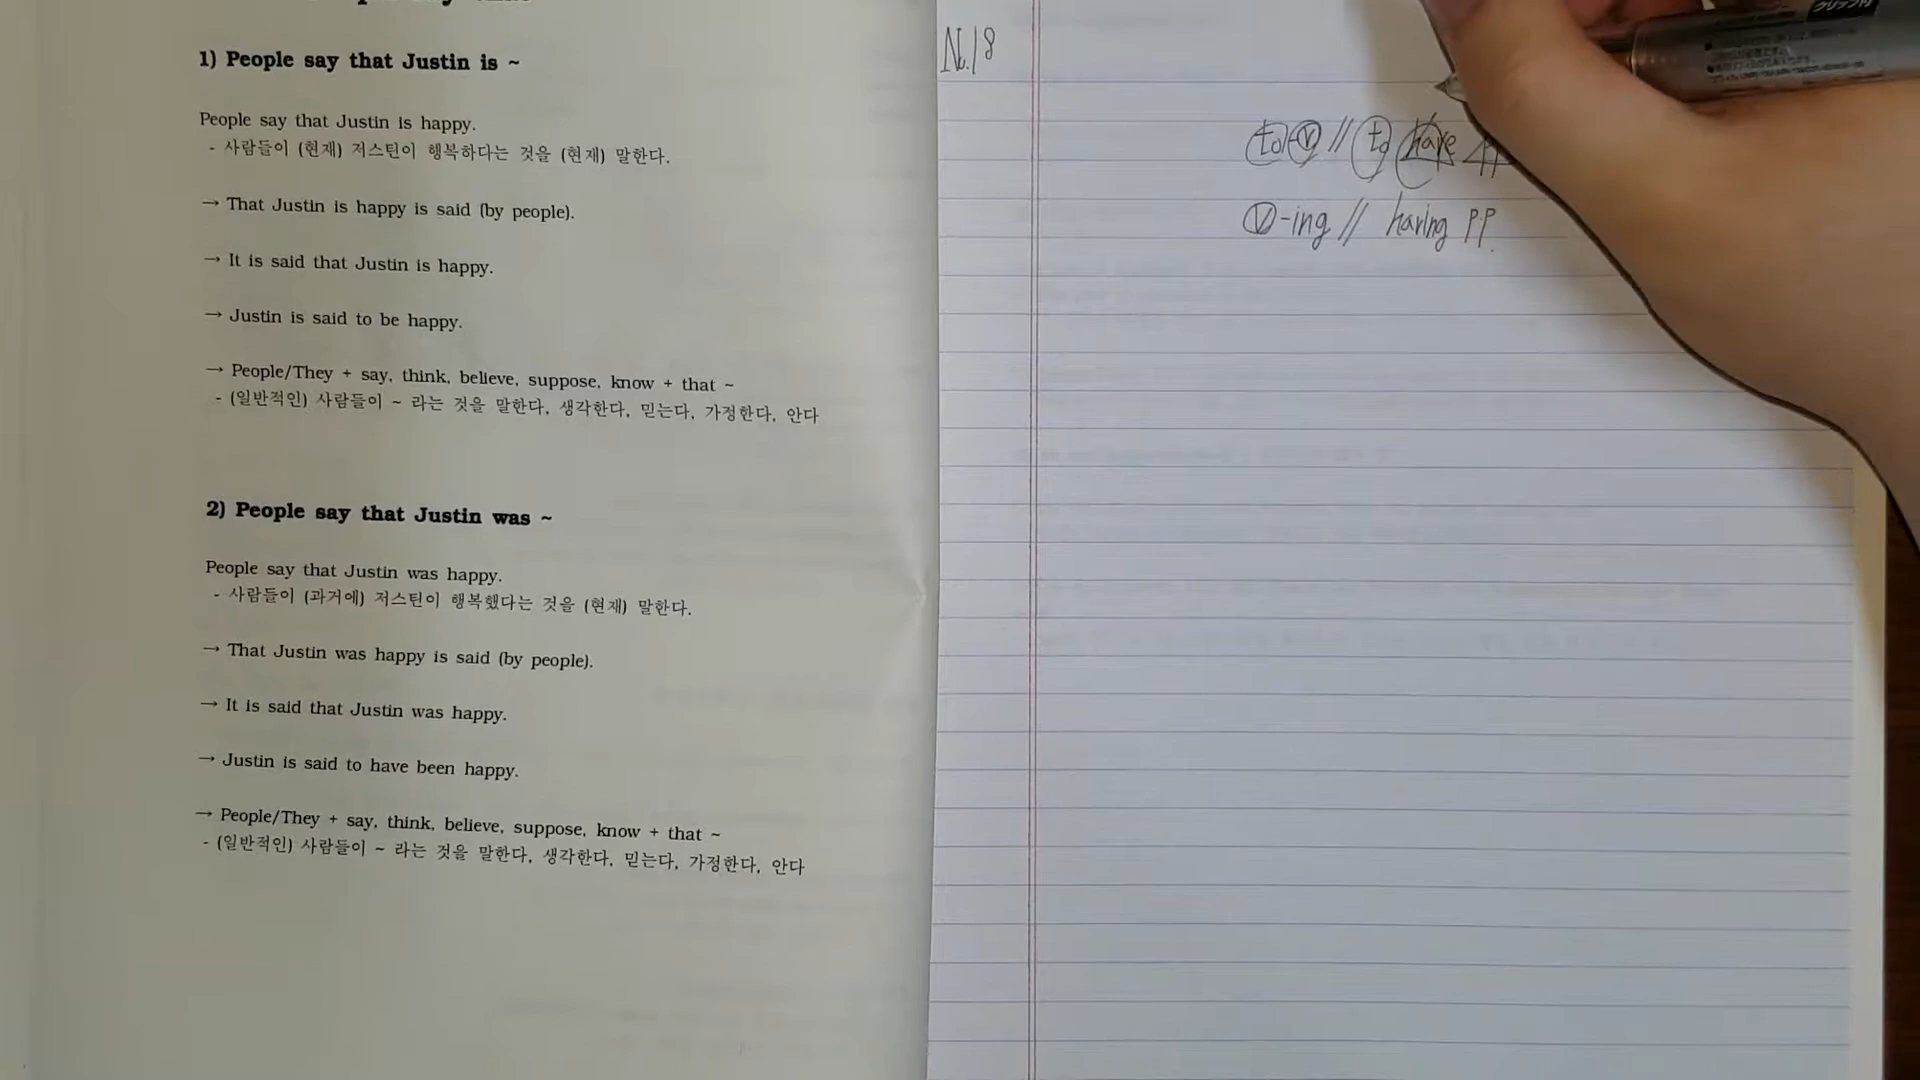 1) People say that Justin is ~
People say that Justin is happy.
- 사람들이 (현재) 저스틴이 행복하다는 것을 (현재) 말한다.
→ That Justin is happy is said (by people).
→ It is said that Justin is happy.
→ Justin is said to be happy.
→ People/They + say, think, believe, suppose, know + that ~
- (일반적인) 사람들이 ~ 라는 것을 말한다, 생각한다, 믿는다, 가정한다, 안다
2) People say that Justin was ~
People say that Justin was happy.
- 사람들이 (과거에) 저스틴이 행복했다는 것을 (현재) 말한다.
→ That Justin was happy is said (by people).
→ It is said that Justin was happy.
→ Justin is said to have been happy.
→ People/They + say, think, believe, suppose, know + that ~
- (일반적인) 사람들이 ~ 라는 것을 말한다, 생각한다, 믿는다, 가정한다, 안다
N.18
to-V // to have
V-ing // having p.p.